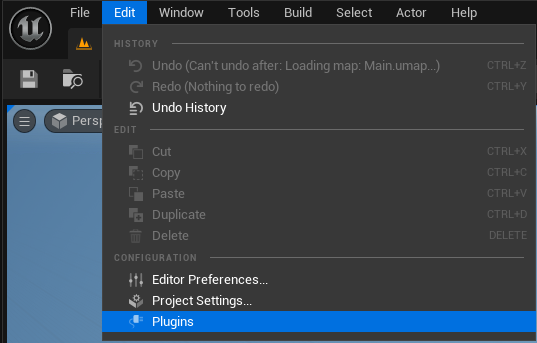 File Edit Window Tools Build Select Actor Help
HISTORY
Undo (Can't undo after: Loading map: Main.umap...) CTRL+Z
Redo (Nothing to redo) CTRL+Y
Undo History
Persp
EDIT
Cut CTRL+X
Copy CTRL+C
Paste CTRL+V
Duplicate CTRL+D
Delete DELETE
CONFIGURATION
Editor Preferences...
Project Settings...
Plugins